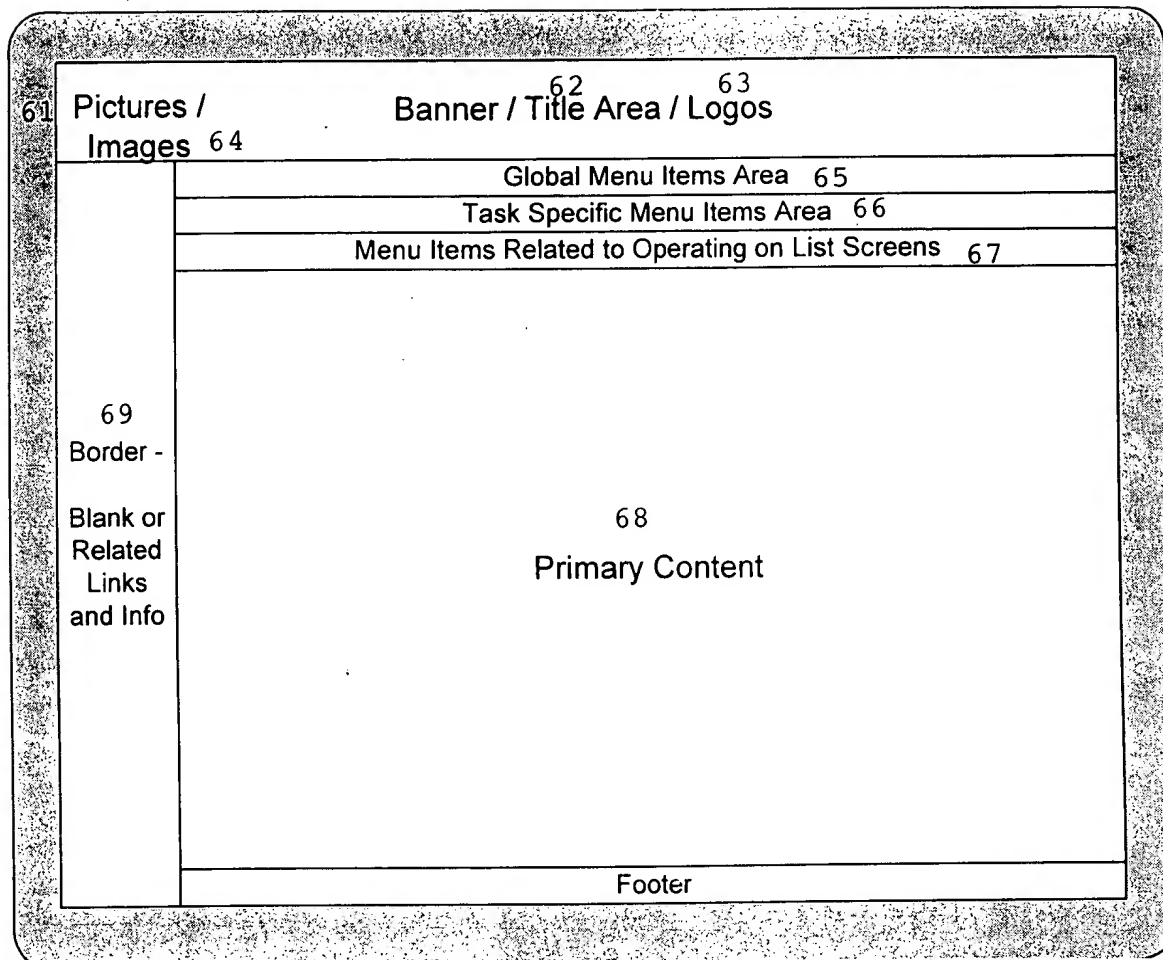 62 63
61 Pictures / Banner / Title Area / Logos
Images 64
Global Menu Items Area 65
Task Specific Menu Items Area 66
Menu Items Related to Operating on List Screens 67
69
Border -
Blank or
Related
Links
and Info
68
Primary Content
Footer